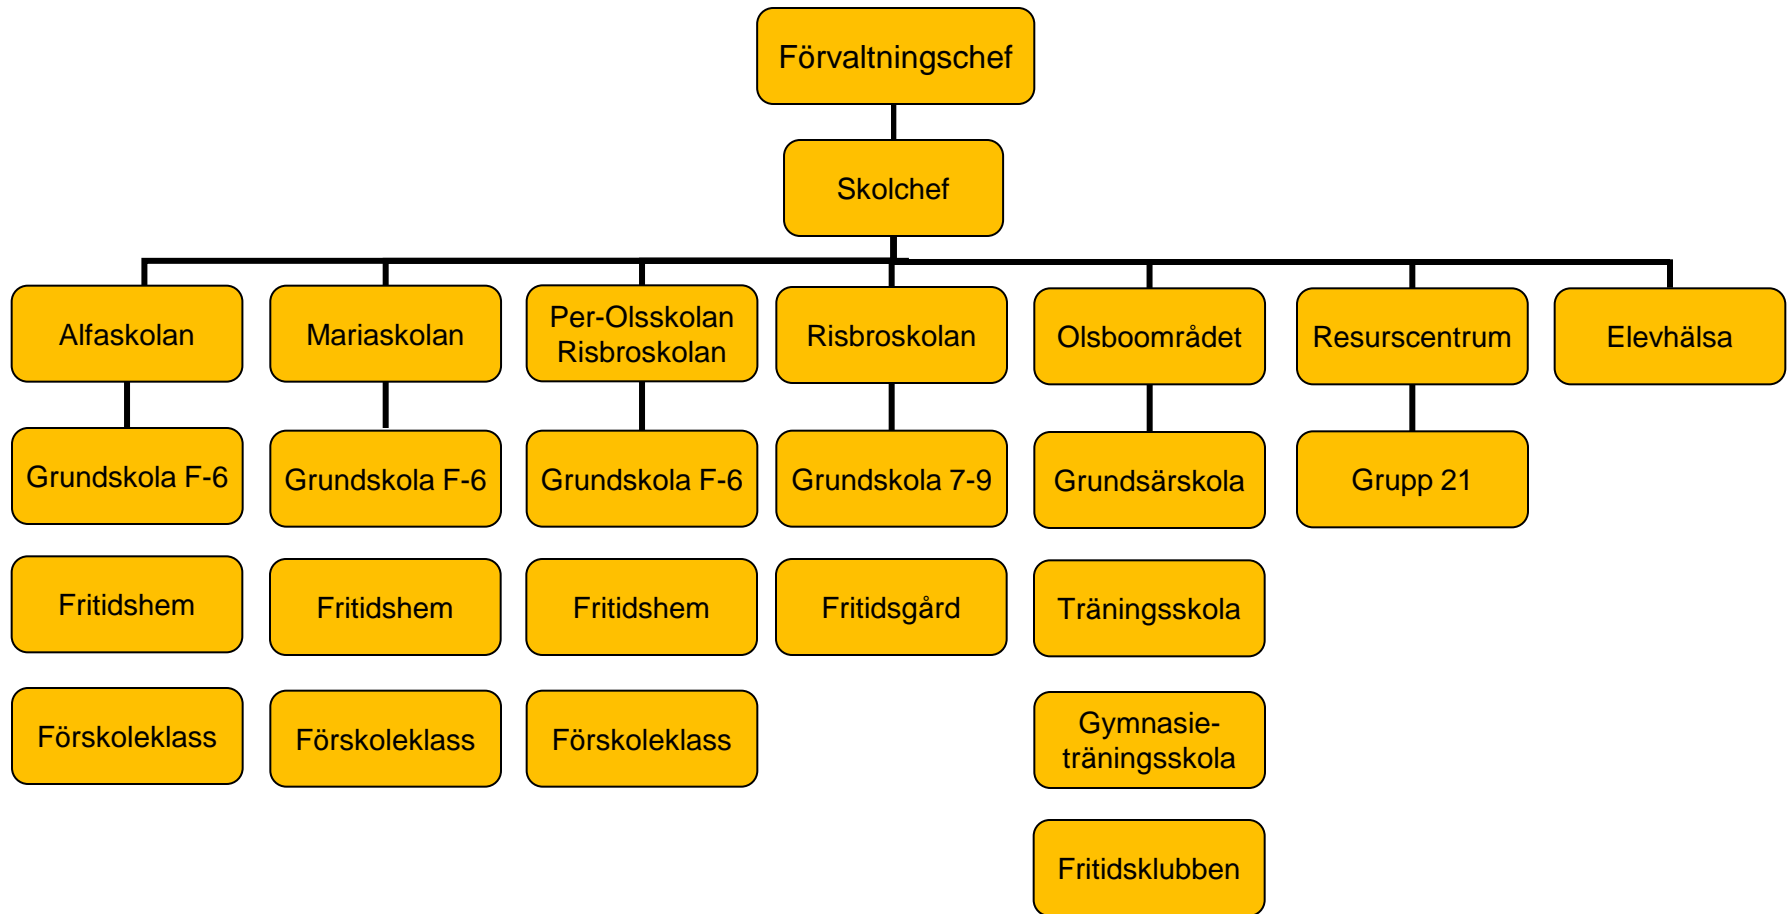 Förvaltningschef
Skolchef
Alfaskolan
Mariaskolan
Per-Olsskolan
Risbroskolan
Risbroskolan
Olsboområdet
Resurscentrum
Elevhälsa
Grundskola F-6
Grundskola F-6
Grundskola F-6
Grundskola 7-9
Grundsärskola
Grupp 21
Fritidshem
Fritidshem
Fritidshem
Fritidsgård
Träningsskola
Förskoleklass
Förskoleklass
Förskoleklass
Gymnasie-
träningsskola
Fritidsklubben